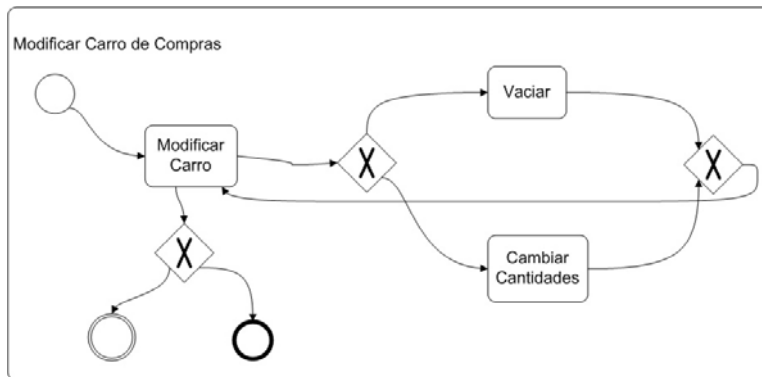 Modificar Carro de Compras
Vaciar
Modificar
Carro
X
X
X
Cambiar
Cantidades